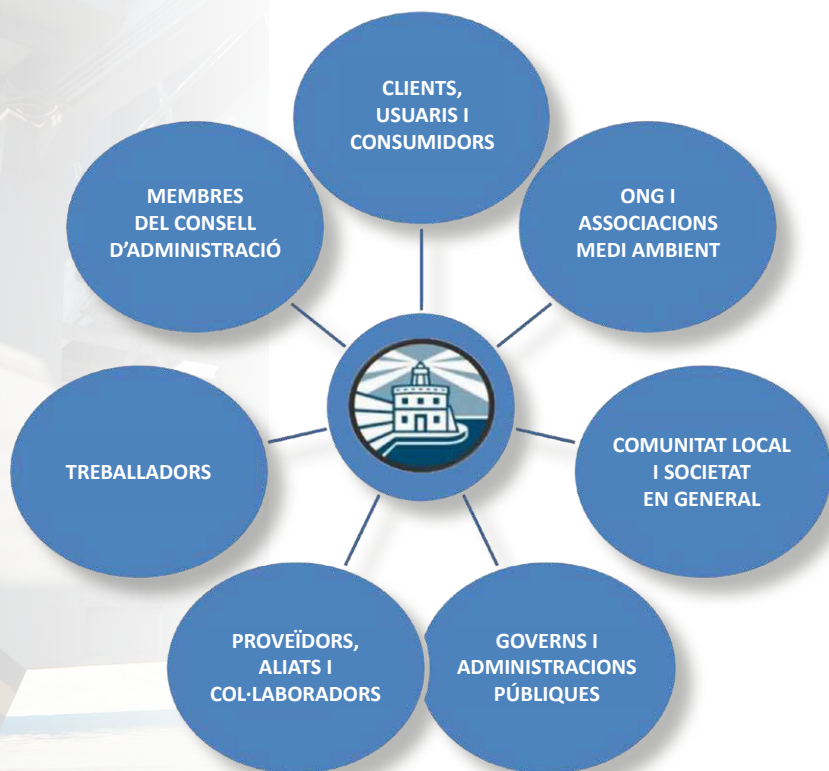 CLIENTS,
USUARIS I
CONSUMIDORS
MEMBRES
DEL CONSELL
D'ADMINISTRACIÓ
ONG I
ASSOCIACIONS
MEDI AMBIENT
TREBALLADORS
COMUNITAT LOCAL
I SOCIETAT
EN GENERAL
PROVEÏDORS,
ALIATS I
COL·LABORADORS
GOVERNS I
ADMINISTRACIONS
PÚBLIQUES